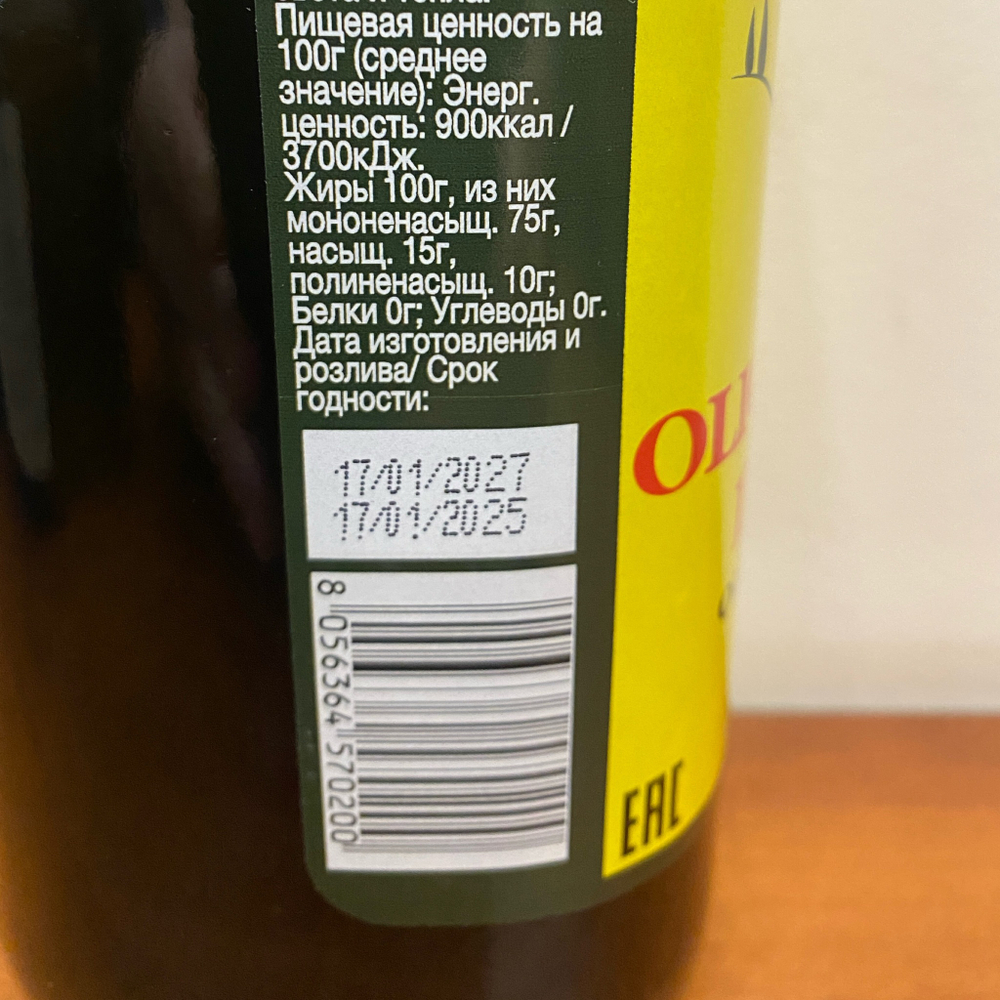 Пищевая ценность на
100г (среднее
значение): Энерг.
ценность: 900ккал /
3700кДж.
Жиры 100г, из них
мононенасыщ. 75г,
насыщ. 15г,
полиненасыщ. 10г;
Белки 0г; Углеводы 0г.
Дата изготовления и
розлива/ Срок
годности:
17/01/2027
17/01/2025
8 056364 570200
EAC